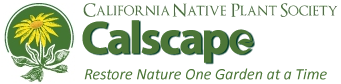 California Native Plant Society
Calscape
Restore Nature One Garden at a Time